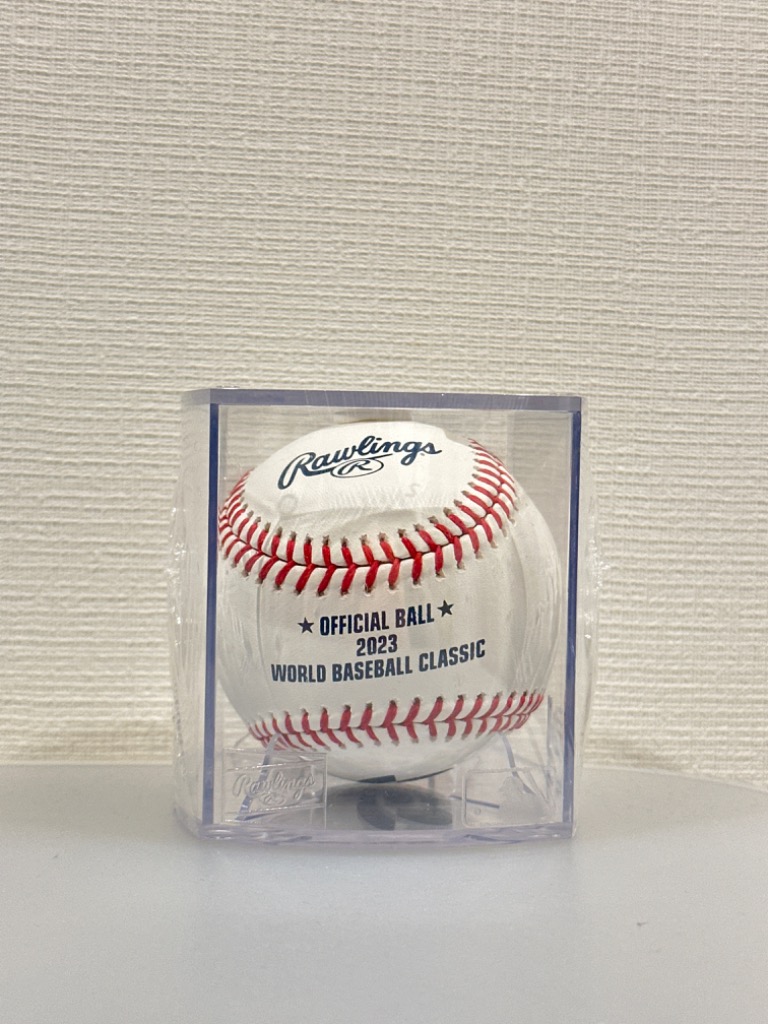 Rawlings
R
★ OFFICIAL BALL ★
2023
WORLD BASEBALL CLASSIC
Rawlings